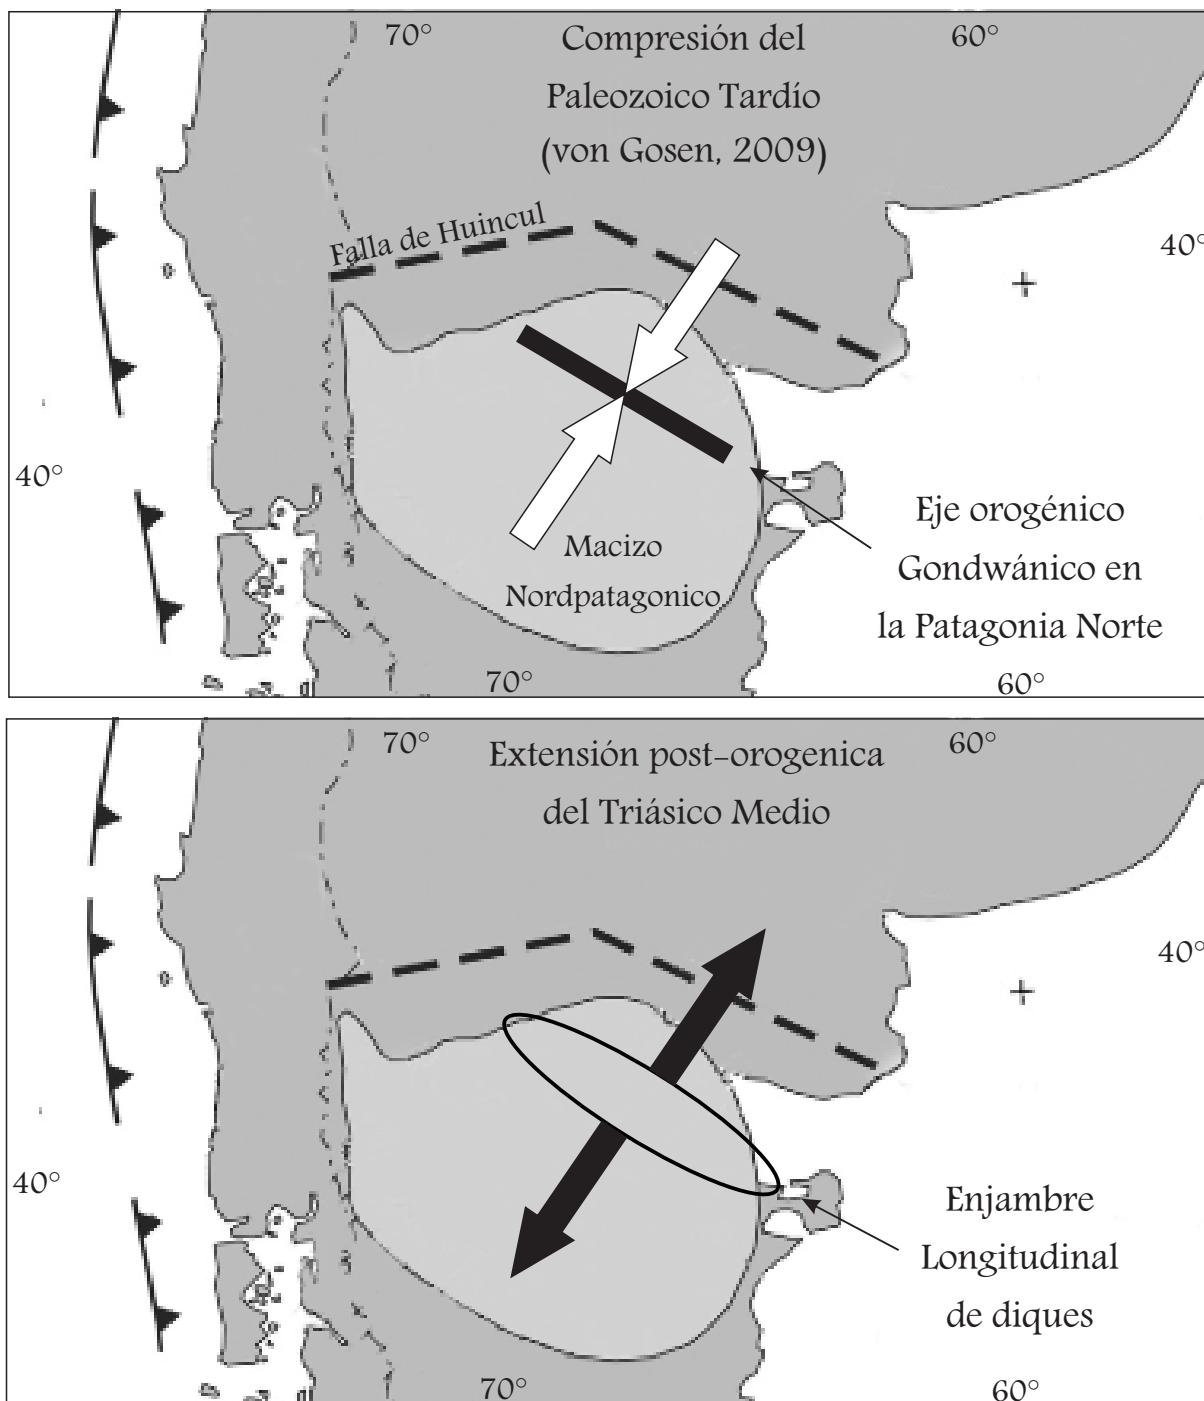 70°
Compresión del
60°
Paleozoico Tardío
(von Gosen, 2009)
Falla de Huincul
40°
40°
Eje orogénico
Gondwánico en
la Patagonia Norte
Macizo
Nordpatagonico
70°
60°
70°
Extensión post-orogenica
60°
del Triásico Medio
40°
40°
Enjambre
Longitudinal
de diques
70°
60°